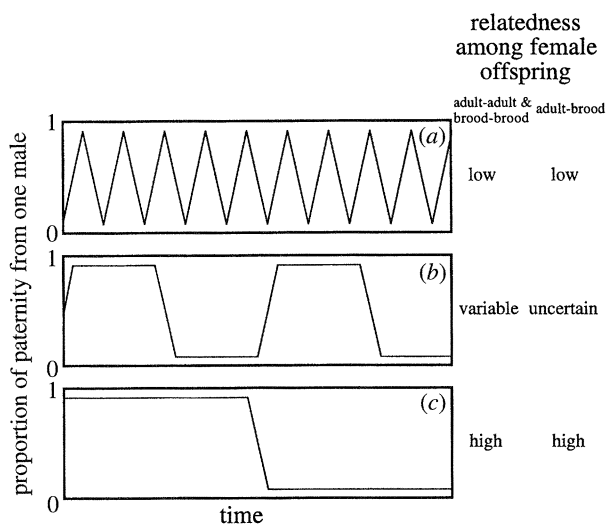 relatedness
among female
offspring
adult-adult & adult-brood
brood-brood
proportion of paternity from one male
1
(a)
low low
0
1
(b)
variable uncertain
0
1
(c)
high high
0
time